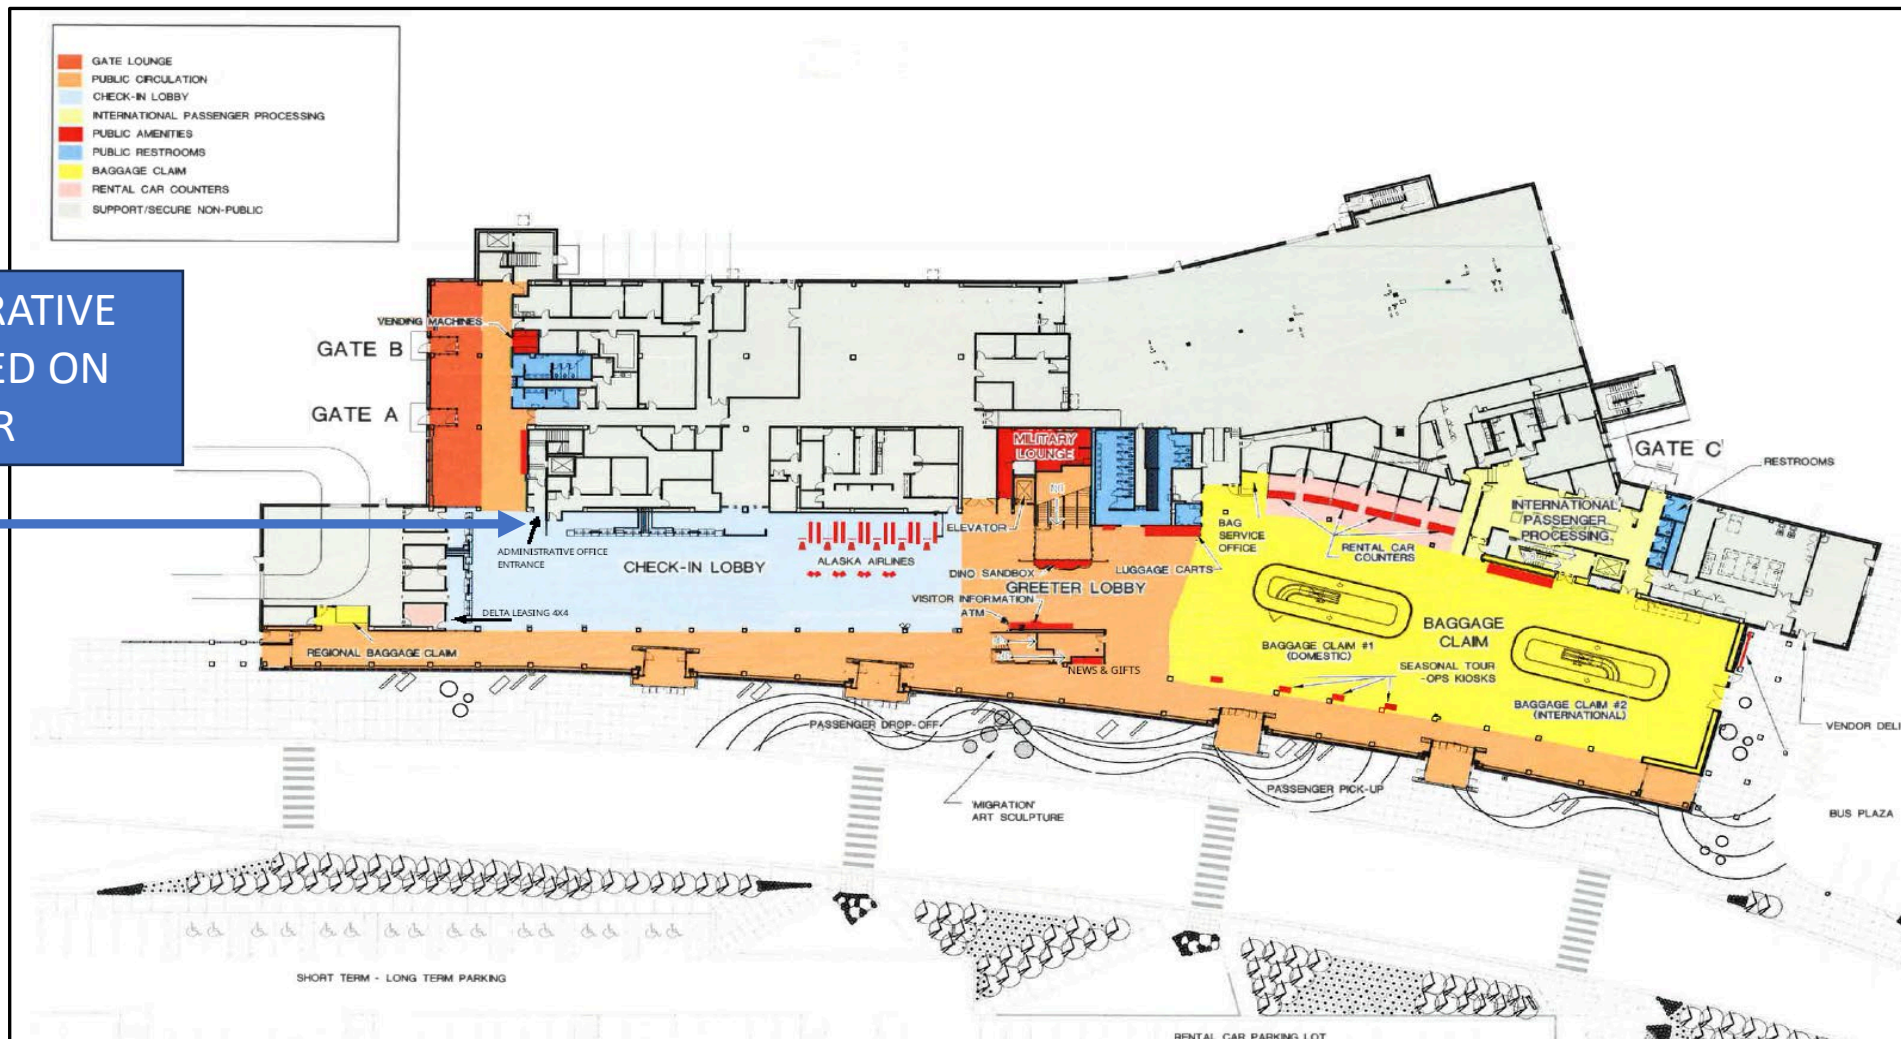 GATE LOUNGE
PUBLIC CIRCULATION
CHECK-IN LOBBY
INTERNATIONAL PASSENGER PROCESSING
PUBLIC AMENITIES
PUBLIC RESTROOMS
BAGGAGE CLAIM
RENTAL CAR COUNTERS
SUPPORT/SECURE NON-PUBLIC
RATIVE
ED ON
R
VENDING MACHINES
GATE B
GATE A
MILITARY
LOUNGE
GATE C
RESTROOMS
ELEVATOR
BAG
SERVICE
OFFICE
RENTAL CAR
COUNTERS
INTERNATIONAL
PASSENGER
PROCESSING
ADMINISTRATIVE OFFICE
ENTRANCE
CHECK-IN LOBBY
ALASKA AIRLINES
DINO SANDBOX
LUGGAGE CARTS
GREETER LOBBY
VISITOR INFORMATION
ATM
DELTA LEASING 4X4
REGIONAL BAGGAGE CLAIM
NEWS & GIFTS
BAGGAGE
CLAIM
BAGGAGE CLAIM #1
(DOMESTIC)
SEASONAL TOUR
-OPS KIOSKS
BAGGAGE CLAIM #2
(INTERNATIONAL)
PASSENGER DROP-OFF
VENDOR DELI
PASSENGER PICK-UP
'MIGRATION'
ART SCULPTURE
BUS PLAZA
SHORT TERM - LONG TERM PARKING
RENTAL CAR PARKING LOT